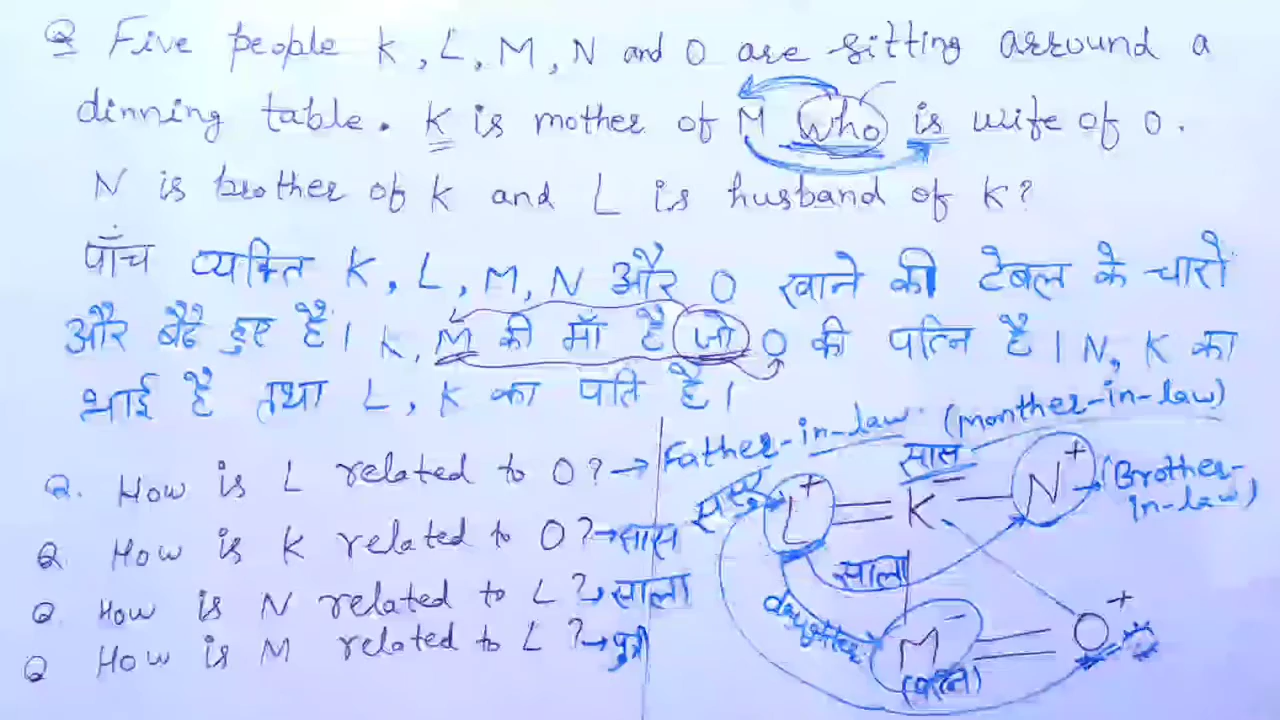 Q Five people K, L, M, N and O are sitting arround a
dinning table. K is mother of M who is wife of O.
N is brother of K and L is husband of K?
पाँच व्यक्ति K, L, M, N और O खाने की टेबल के चारो
और बैठे हुए है। K, M की माँ है जो O की पत्नि है। N, K का
भाई है तथा L, K का पति है।
Q. How is L related to O? → Father-in-law (Monther-in-law)
Q. How is K related to O? → सास
Q. How is N related to L? → साला
Q How is M related to L? → पुत्री
ससुर
सास
L+ = K- — N+ → (Brother-in-law)
साला
daughter
M- = O+
(पत्नि)